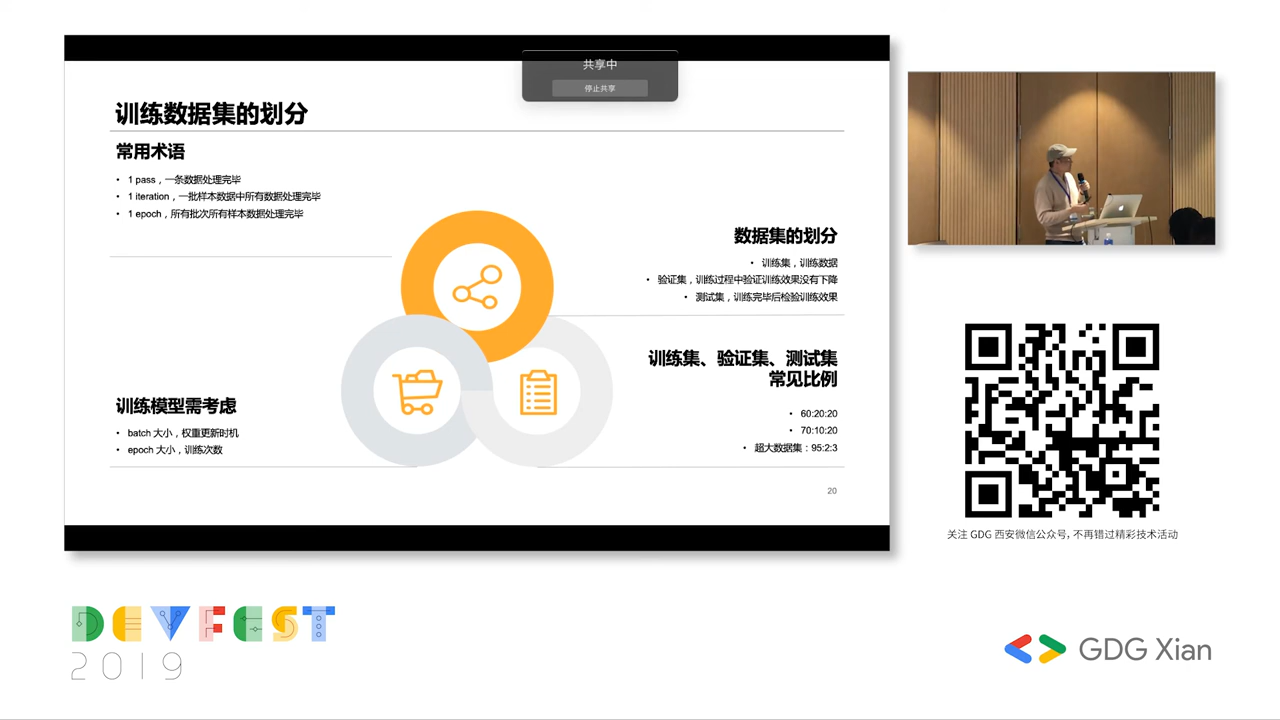 共享中
停止共享
训练数据集的划分
常用术语
• 1 pass，一条数据处理完毕
• 1 iteration，一批样本数据中所有数据处理完毕
• 1 epoch，所有批次所有样本数据处理完毕
数据集的划分
• 训练集，训练数据
• 验证集，训练过程中验证训练效果没有下降
• 测试集，训练完毕后检验训练效果
训练集、验证集、测试集
常见比例
• 60:20:20
• 70:10:20
• 超大数据集：95:2:3
训练模型需考虑
• batch 大小，权重更新时机
• epoch 大小，训练次数
20
关注 GDG 西安微信公众号, 不再错过精彩技术活动
DEVFEST
2019
GDG Xian